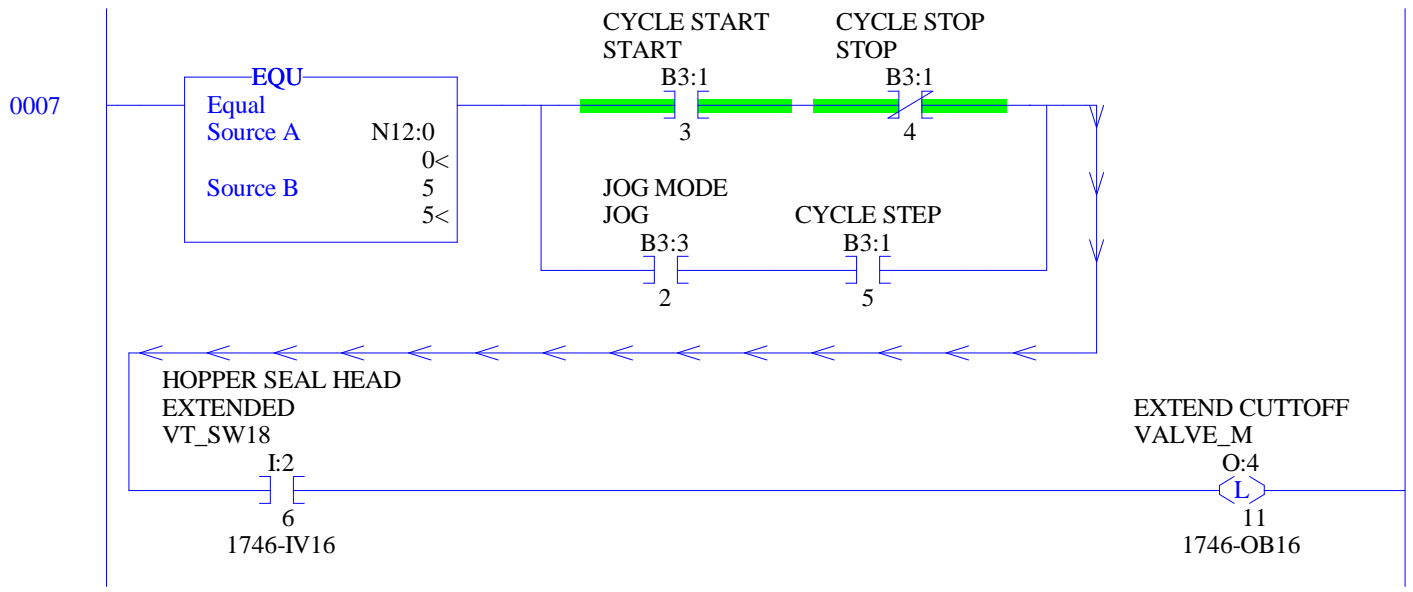 CYCLE START
START
B3:1
3
CYCLE STOP
STOP
B3:1
4
0007
EQU
Equal
Source A N12:0
0<
Source B 5
5<
JOG MODE
JOG
B3:3
2
CYCLE STEP
B3:1
5
HOPPER SEAL HEAD
EXTENDED
VT_SW18
I:2
6
1746-IV16
EXTEND CUTTOFF
VALVE_M
O:4
L
11
1746-OB16